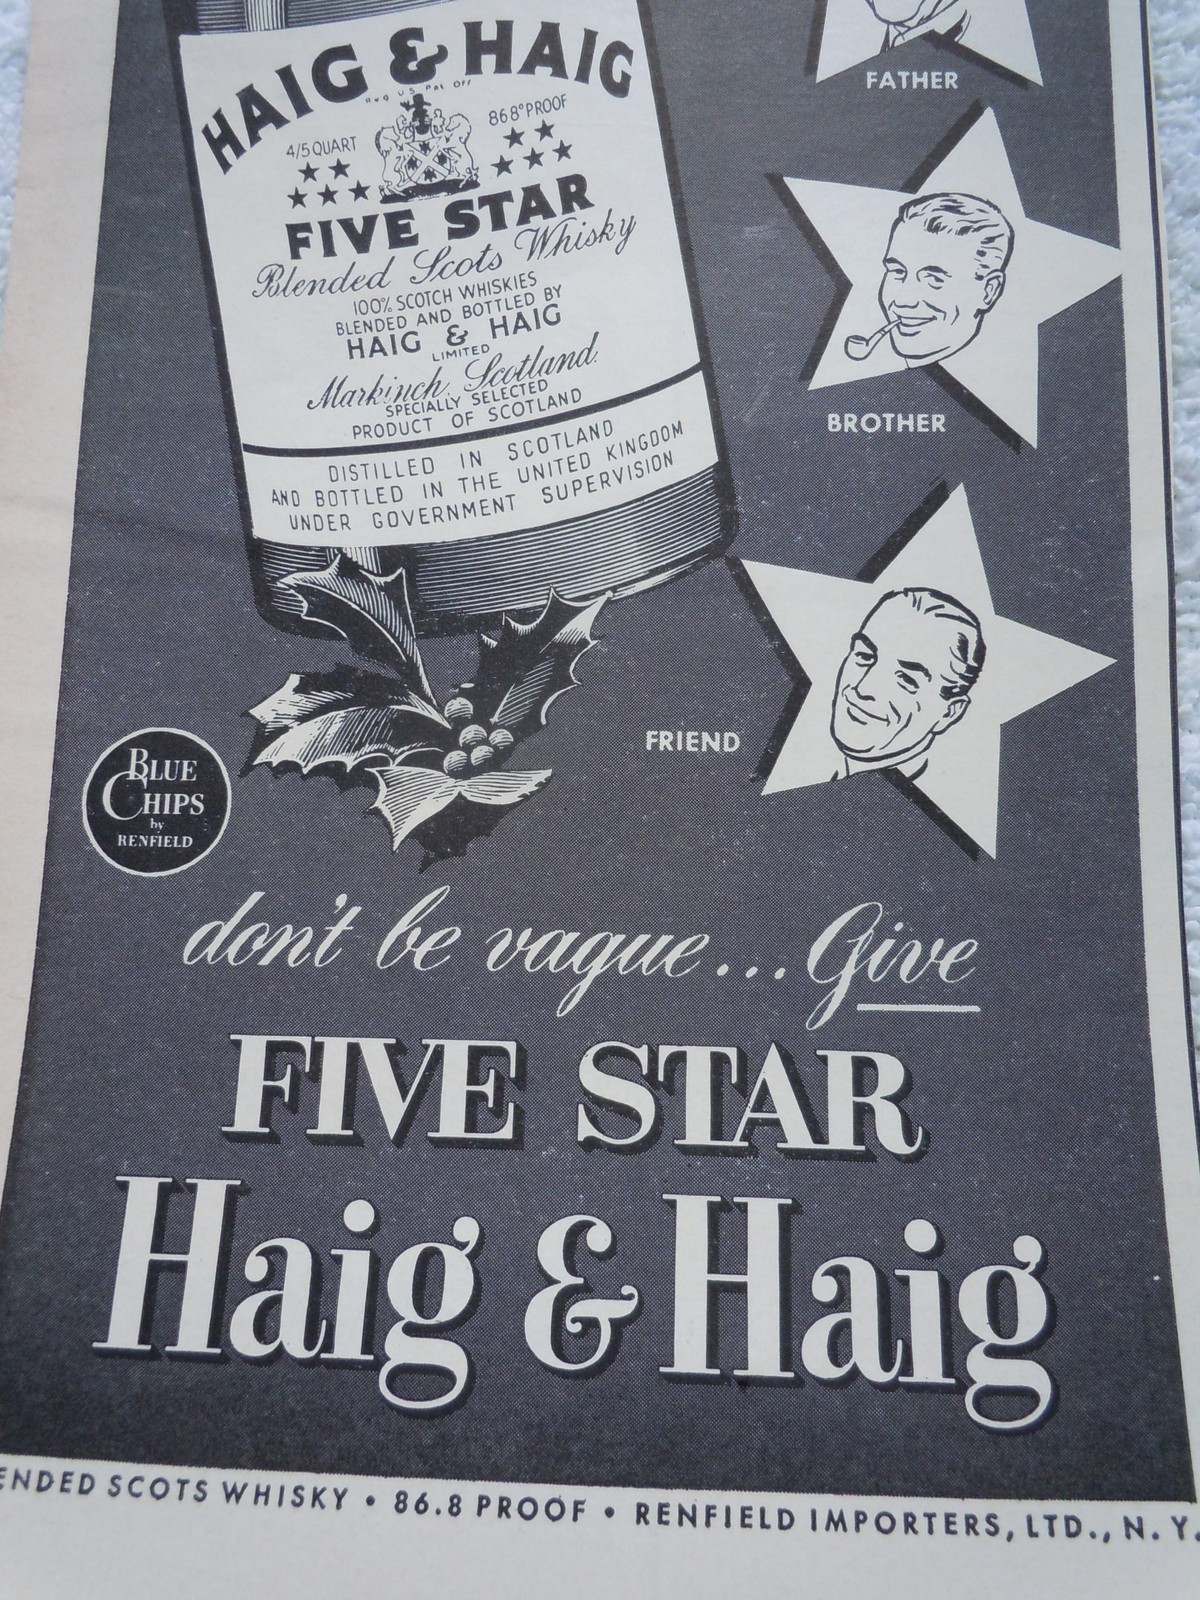 HAIG & HAIG
Reg U.S. Pat. Off
4/5 QUART
86.8° PROOF
FIVE STAR
Blended Scots Whisky
100% SCOTCH WHISKIES
BLENDED AND BOTTLED BY
HAIG & HAIG
LIMITED
Markinch, Scotland.
SPECIALLY SELECTED
PRODUCT OF SCOTLAND
DISTILLED IN SCOTLAND
AND BOTTLED IN THE UNITED KINGDOM
UNDER GOVERNMENT SUPERVISION
FATHER
BROTHER
FRIEND
BLUE
CHIPS
by
RENFIELD
don't be vague... Give
FIVE STAR
Haig & Haig
ENDED SCOTS WHISKY • 86.8 PROOF • RENFIELD IMPORTERS, LTD., N. Y.